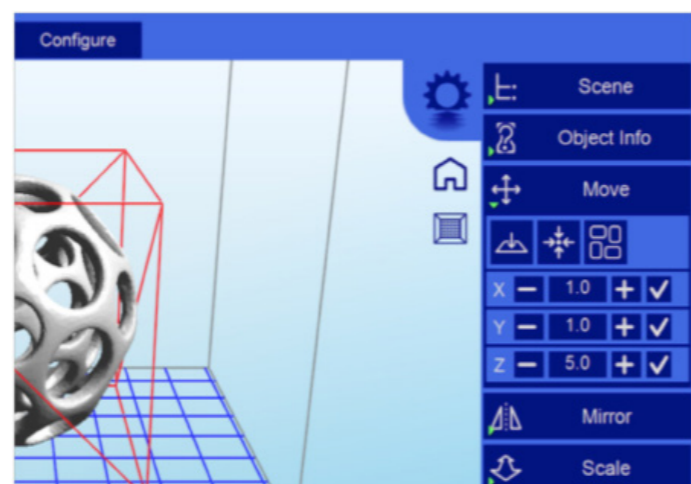 Configure
Scene
Object Info
Move
X 1.0
Y 1.0
Z 5.0
Mirror
Scale